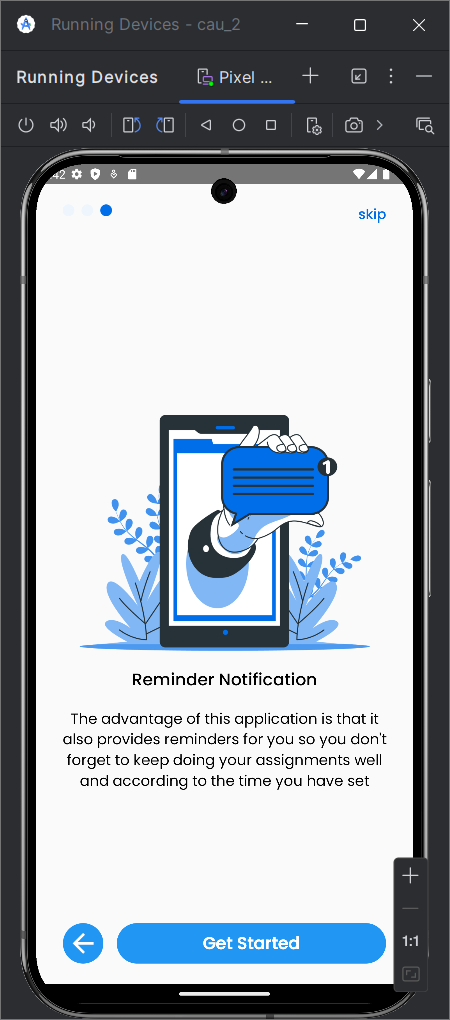 Running Devices - cau_2
Running Devices
Pixel ...
:42
skip
1
Reminder Notification
The advantage of this application is that it
also provides reminders for you so you don't
forget to keep doing your assignments well
and according to the time you have set
Get Started
1:1